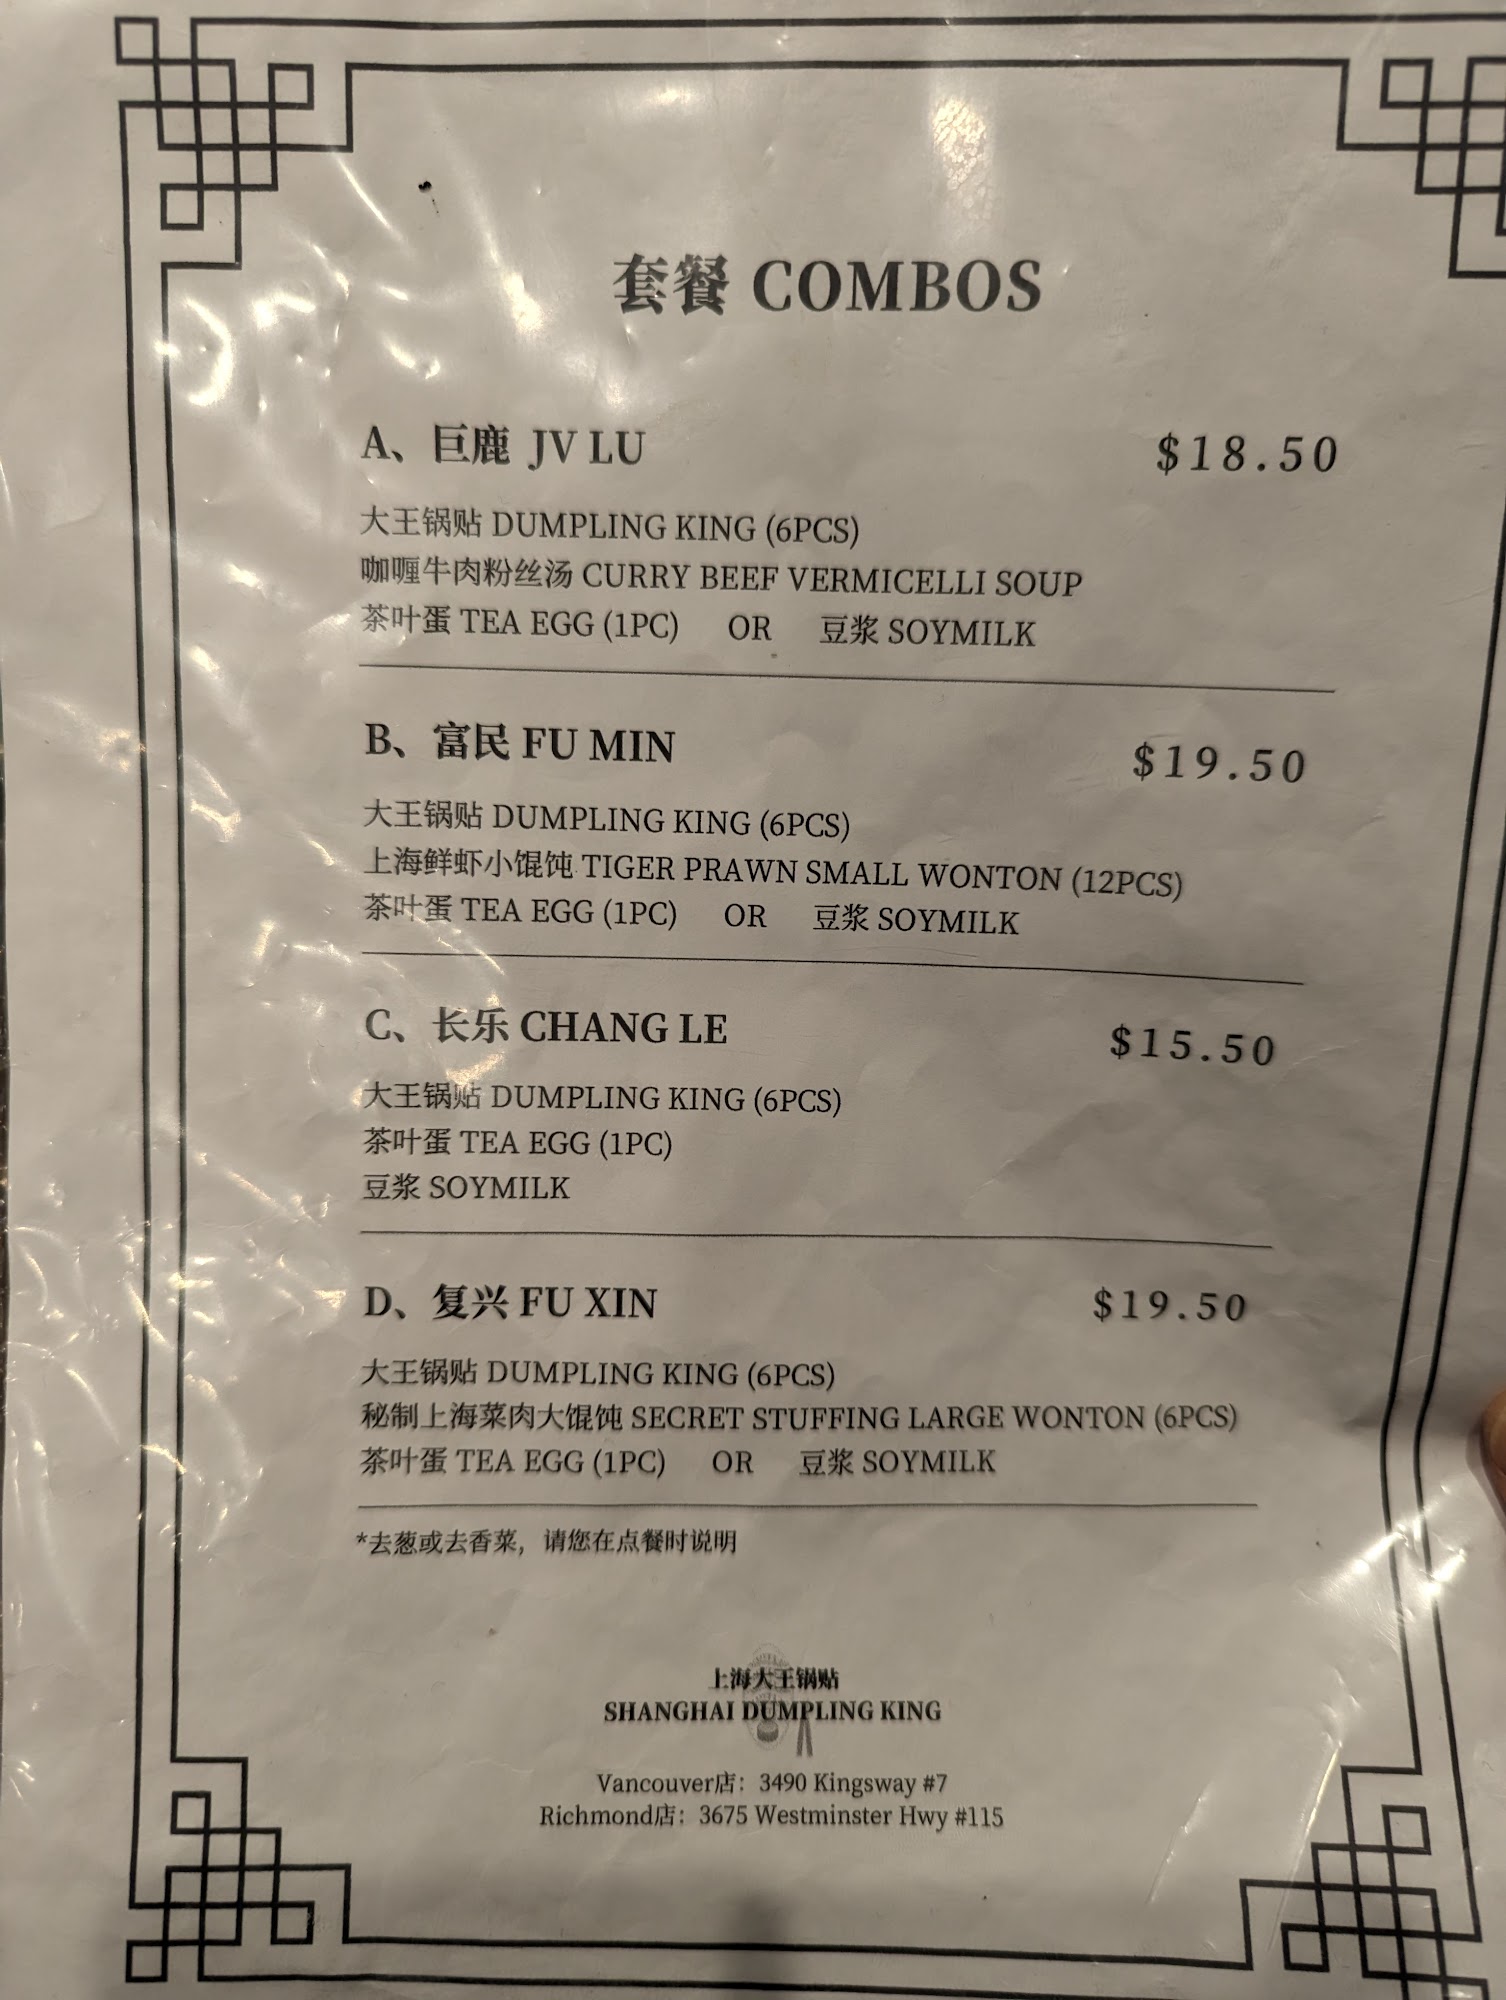 套餐 COMBOS
A、巨鹿 JV LU $18.50
大王锅贴 DUMPLING KING (6PCS)
咖喱牛肉粉丝汤 CURRY BEEF VERMICELLI SOUP
茶叶蛋 TEA EGG (1PC) OR 豆浆 SOYMILK
B、富民 FU MIN $19.50
大王锅贴 DUMPLING KING (6PCS)
上海鲜虾小馄饨 TIGER PRAWN SMALL WONTON (12PCS)
茶叶蛋 TEA EGG (1PC) OR 豆浆 SOYMILK
C、长乐 CHANG LE $15.50
大王锅贴 DUMPLING KING (6PCS)
茶叶蛋 TEA EGG (1PC)
豆浆 SOYMILK
D、复兴 FU XIN $19.50
大王锅贴 DUMPLING KING (6PCS)
秘制上海菜肉大馄饨 SECRET STUFFING LARGE WONTON (6PCS)
茶叶蛋 TEA EGG (1PC) OR 豆浆 SOYMILK
*去葱或去香菜，请您在点餐时说明
上海大王锅贴
SHANGHAI DUMPLING KING
Vancouver店：3490 Kingsway #7
Richmond店：3675 Westminster Hwy #115